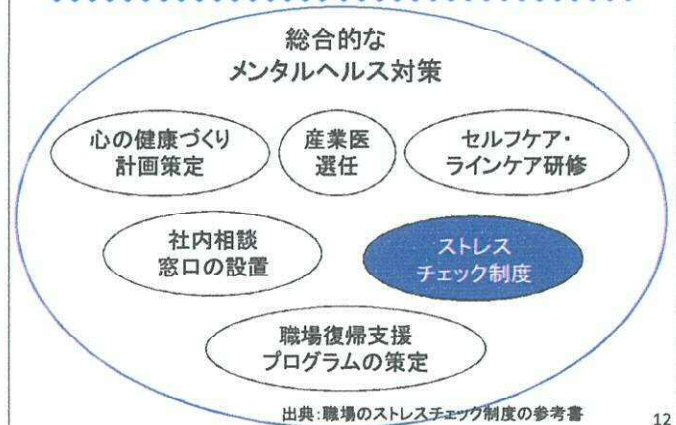 総合的な
メンタルヘルス対策
心の健康づくり
計画策定
産業医
選任
セルフケア・
ラインケア研修
社内相談
窓口の設置
ストレス
チェック制度
職場復帰支援
プログラムの策定
出典:職場のストレスチェック制度の参考書
12